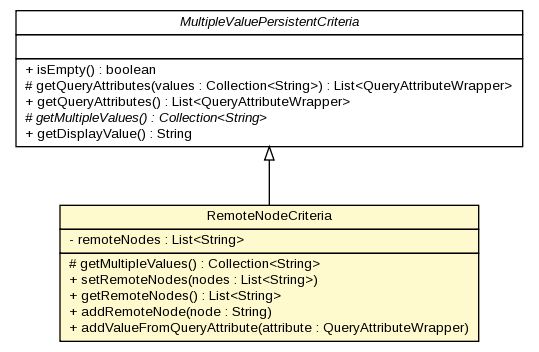 MultipleValuePersistentCriteria
+ isEmpty() : boolean
# getQueryAttributes(values : Collection<String>) : List<QueryAttributeWrapper>
+ getQueryAttributes() : List<QueryAttributeWrapper>
# getMultipleValues() : Collection<String>
+ getDisplayValue() : String
RemoteNodeCriteria
- remoteNodes : List<String>
# getMultipleValues() : Collection<String>
+ setRemoteNodes(nodes : List<String>)
+ getRemoteNodes() : List<String>
+ addRemoteNode(node : String)
+ addValueFromQueryAttribute(attribute : QueryAttributeWrapper)